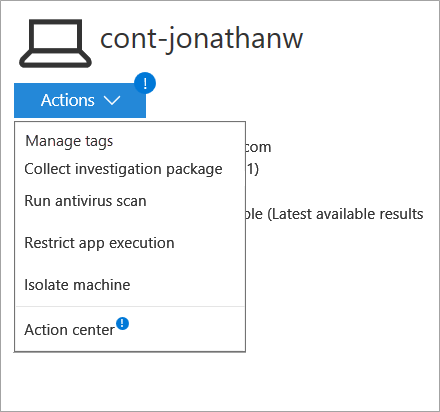 cont-jonathanw
!
Actions
Manage tags
com
Collect investigation package
1)
Run antivirus scan
ble (Latest available results
Restrict app execution
Isolate machine
Action center !